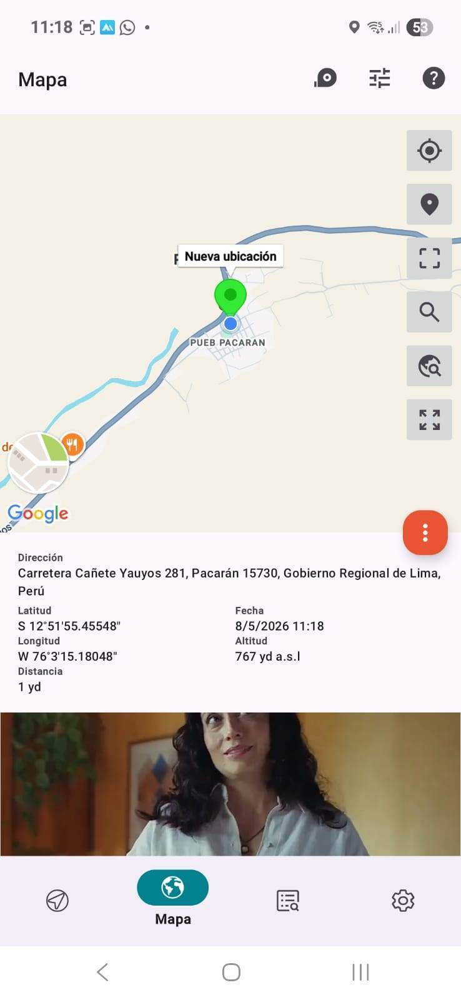 11:18
53
Mapa
Nueva ubicación
PUEB PACARAN
de
Google
os
Dirección
Carretera Cañete Yauyos 281, Pacarán 15730, Gobierno Regional de Lima,
Perú
Latitud
S 12°51'55.45548"
Fecha
8/5/2026 11:18
Longitud
W 76°3'15.18048"
Altitud
767 yd a.s.l
Distancia
1 yd
Mapa